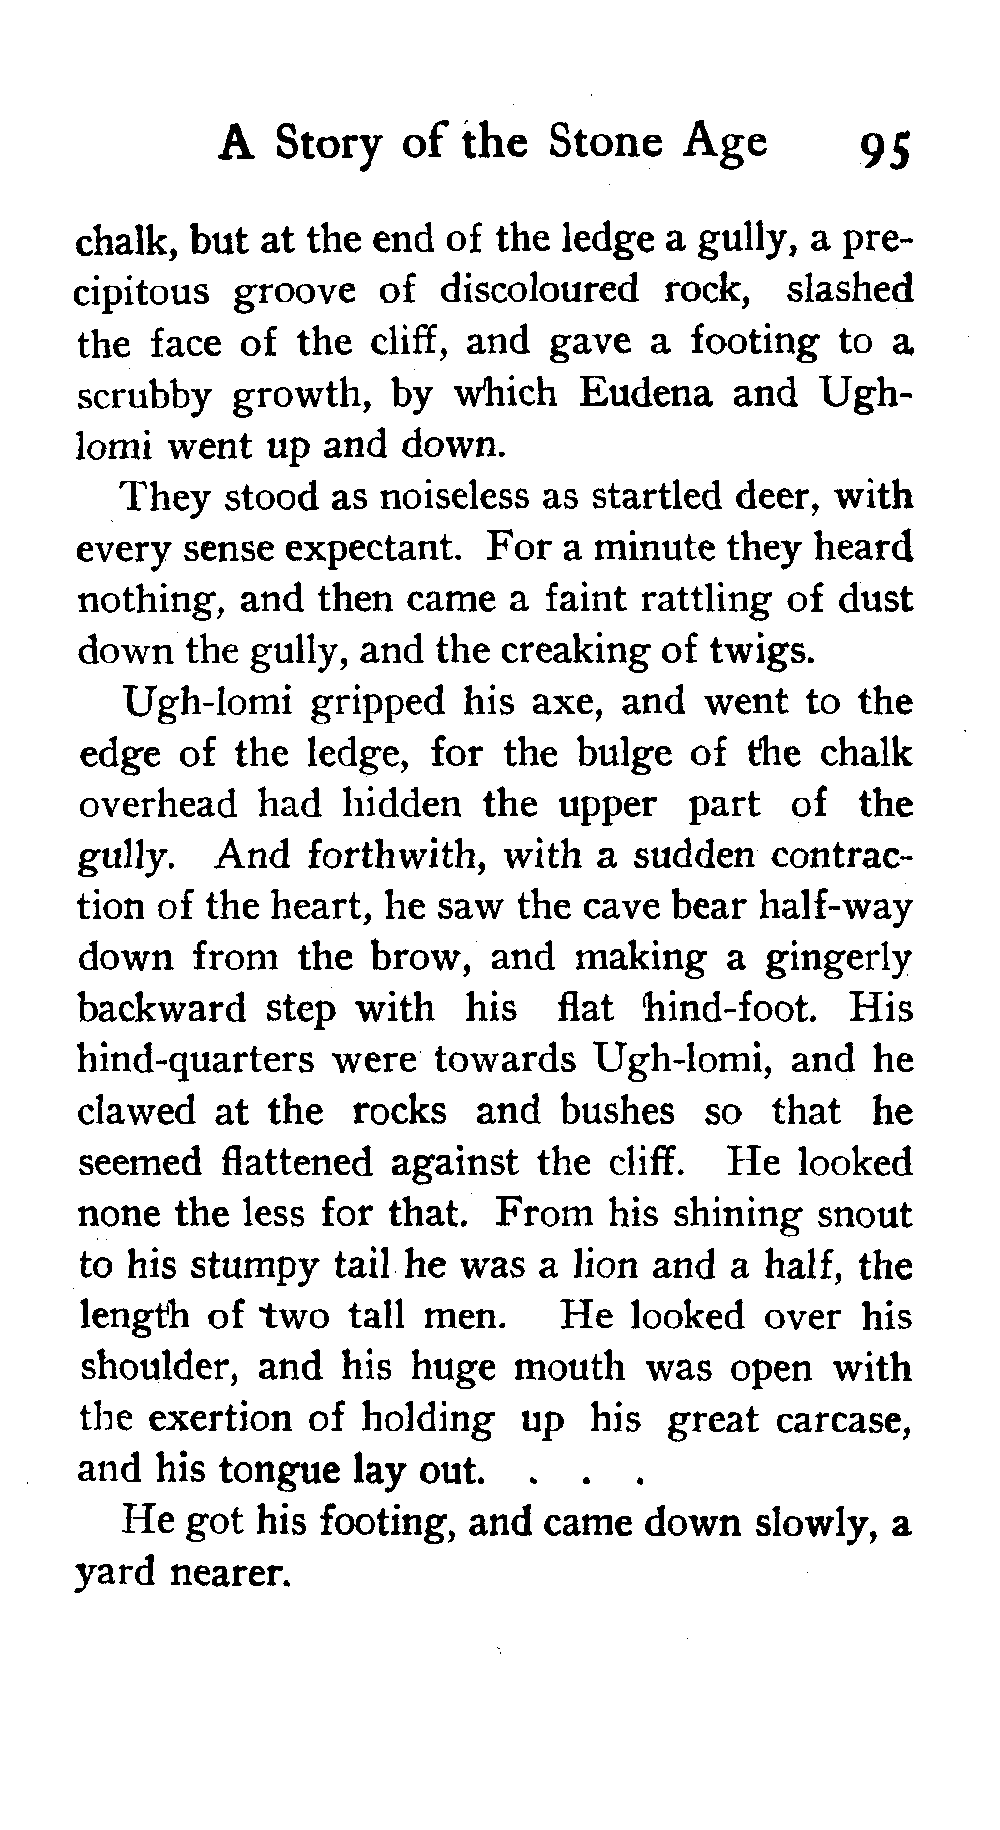 A Story of the Stone Age 95
chalk, but at the end of the ledge a gully, a pre-
cipitous groove of discoloured rock, slashed
the face of the cliff, and gave a footing to a
scrubby growth, by which Eudena and Ugh-
lomi went up and down.
They stood as noiseless as startled deer, with
every sense expectant. For a minute they heard
nothing, and then came a faint rattling of dust
down the gully, and the creaking of twigs.
Ugh-lomi gripped his axe, and went to the
edge of the ledge, for the bulge of the chalk
overhead had hidden the upper part of the
gully. And forthwith, with a sudden contrac-
tion of the heart, he saw the cave bear half-way
down from the brow, and making a gingerly
backward step with his flat hind-foot. His
hind-quarters were towards Ugh-lomi, and he
clawed at the rocks and bushes so that he
seemed flattened against the cliff. He looked
none the less for that. From his shining snout
to his stumpy tail he was a lion and a half, the
length of two tall men. He looked over his
shoulder, and his huge mouth was open with
the exertion of holding up his great carcase,
and his tongue lay out. . . .
He got his footing, and came down slowly, a
yard nearer.